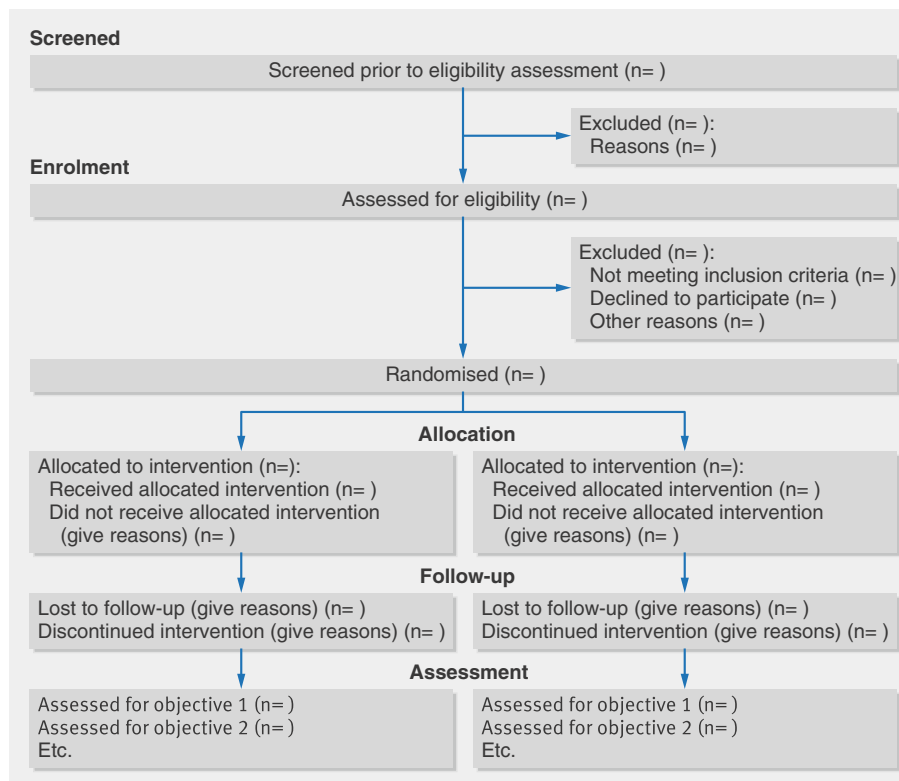 Screened
Screened prior to eligibility assessment (n= )
Excluded (n= ):
Reasons (n= )
Enrolment
Assessed for eligibility (n= )
Excluded (n= ):
Not meeting inclusion criteria (n= )
Declined to participate (n= )
Other reasons (n= )
Randomised (n= )
Allocation
Allocated to intervention (n=):
Received allocated intervention (n= )
Did not receive allocated intervention
(give reasons) (n= )
Allocated to intervention (n=):
Received allocated intervention (n= )
Did not receive allocated intervention
(give reasons) (n= )
Follow-up
Lost to follow-up (give reasons) (n= )
Discontinued intervention (give reasons) (n= )
Lost to follow-up (give reasons) (n= )
Discontinued intervention (give reasons) (n= )
Assessment
Assessed for objective 1 (n= )
Assessed for objective 2 (n= )
Etc.
Assessed for objective 1 (n= )
Assessed for objective 2 (n= )
Etc.